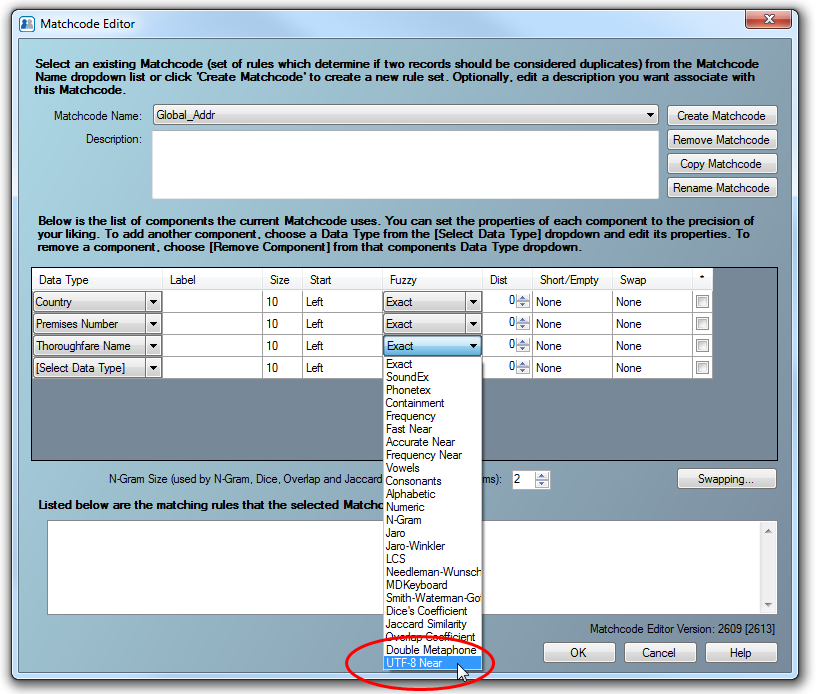 Matchcode Editor
Select an existing Matchcode (set of rules which determine if two records should be considered duplicates) from the Matchcode
Name dropdown list or click 'Create Matchcode' to create a new rule set. Optionally, edit a description you want associate with
this Matchcode.
Matchcode Name: Global_Addr Create Matchcode
Description: Remove Matchcode
Copy Matchcode
Rename Matchcode
Below is the list of components the current Matchcode uses. You can set the properties of each component to the precision of
your liking. To add another component, choose a Data Type from the [Select Data Type] dropdown and edit its properties. To
remove a component, choose [Remove Component] from that components Data Type dropdown.
Data Type Label Size Start Fuzzy Dist Short/Empty Swap *
Country 10 Left Exact 0 None None
Premises Number 10 Left Exact 0 None None
Thoroughfare Name 10 Left Exact 0 None None
[Select Data Type] 10 Left 0 None None
Exact
SoundEx
Phonetex
Containment
Frequency
Fast Near
Accurate Near
Frequency Near
Vowels
Consonants
Alphabetic
Numeric
N-Gram
Jaro
Jaro-Winkler
LCS
Needleman-Wunsch
MDKeyboard
Smith-Waterman-Got
Dice's Coefficient
Jaccard Similarity
Overlap Coefficient
Double Metaphone
UTF-8 Near
N-Gram Size (used by N-Gram, Dice, Overlap and Jaccard ms): 2 Swapping...
Listed below are the matching rules that the selected Matchc
Matchcode Editor Version: 2609 [2613]
OK Cancel Help